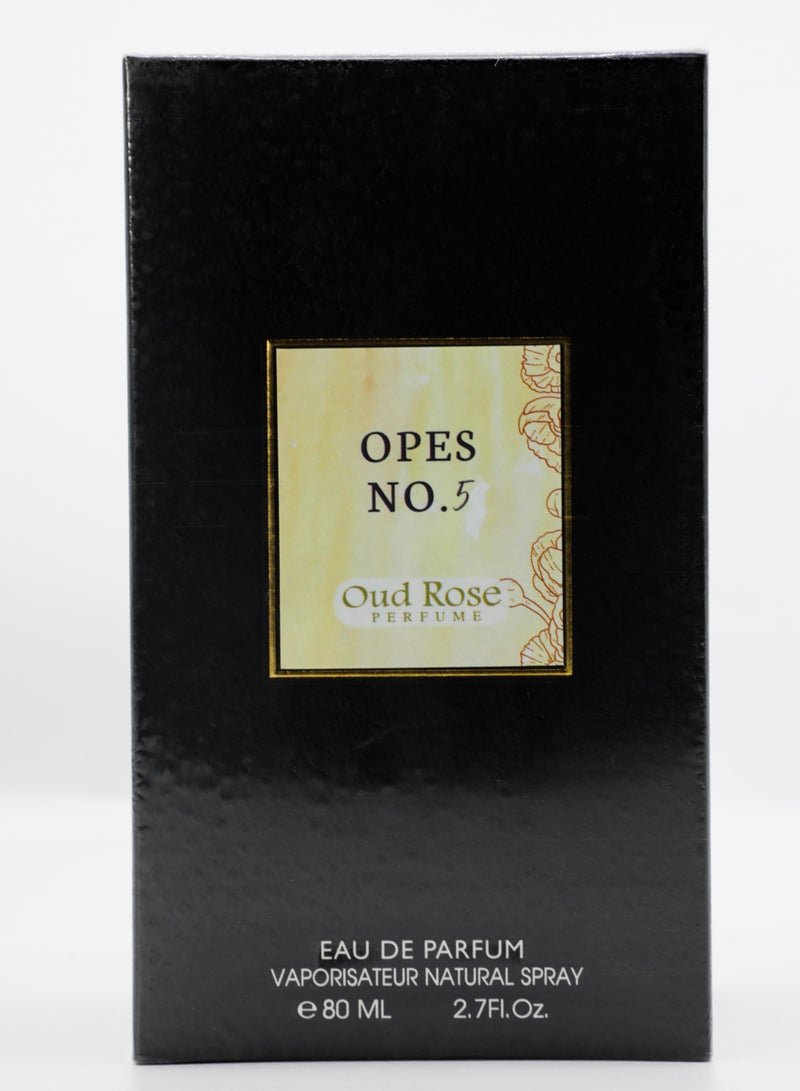 OPES
NO.5
Oud Rose
PERFUME
EAU DE PARFUM
VAPORISATEUR NATURAL SPRAY
℮80 ML 2.7Fl.Oz.